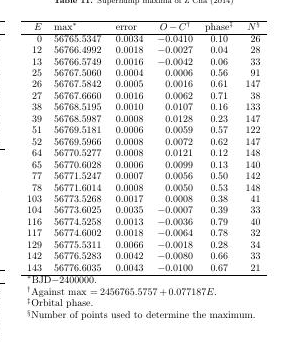 Table 11. Superhump maxima of Z Cha (2014)
E max* error O − C† phase‡ N§
0 56765.5347 0.0034 −0.0410 0.10 26
12 56766.4992 0.0018 −0.0027 0.04 28
13 56766.5749 0.0016 −0.0042 0.06 33
25 56767.5060 0.0004 0.0006 0.56 91
26 56767.5842 0.0005 0.0016 0.61 147
27 56767.6660 0.0016 0.0062 0.71 38
38 56768.5195 0.0010 0.0107 0.16 133
39 56768.5987 0.0008 0.0128 0.23 147
51 56769.5181 0.0006 0.0059 0.57 122
52 56769.5966 0.0008 0.0072 0.62 147
64 56770.5277 0.0008 0.0121 0.12 148
65 56770.6028 0.0006 0.0099 0.13 140
77 56771.5247 0.0007 0.0056 0.50 142
78 56771.6014 0.0008 0.0050 0.53 148
103 56773.5268 0.0017 0.0008 0.38 41
104 56773.6025 0.0035 −0.0007 0.39 33
116 56774.5258 0.0013 −0.0036 0.79 40
117 56774.6002 0.0018 −0.0064 0.78 32
129 56775.5311 0.0066 −0.0018 0.28 34
142 56776.5283 0.0042 −0.0080 0.66 33
143 56776.6035 0.0043 −0.0100 0.67 21
*BJD−2400000.
†Against max = 2456765.5757 + 0.077187E.
‡Orbital phase.
§Number of points used to determine the maximum.